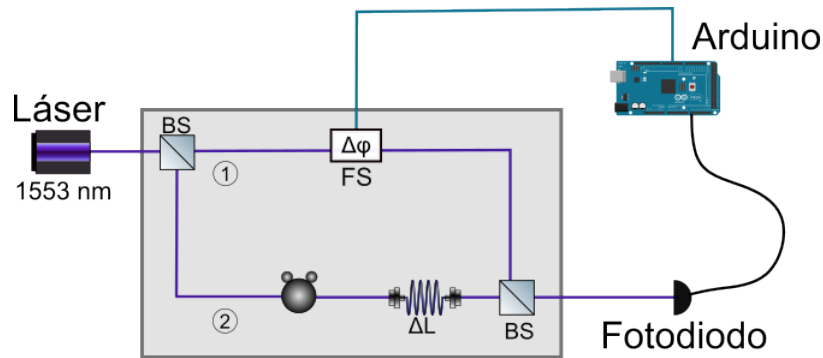 Arduino
Láser
1553 nm
BS
Δφ
FS
①
②
ΔL
BS
Fotodiodo